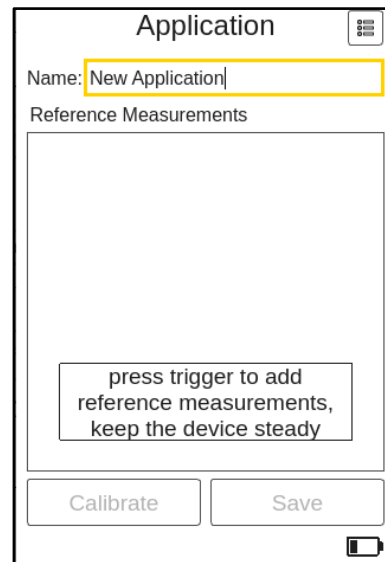 Application
Name: New Application
Reference Measurements
press trigger to add
reference measurements,
keep the device steady
Calibrate Save